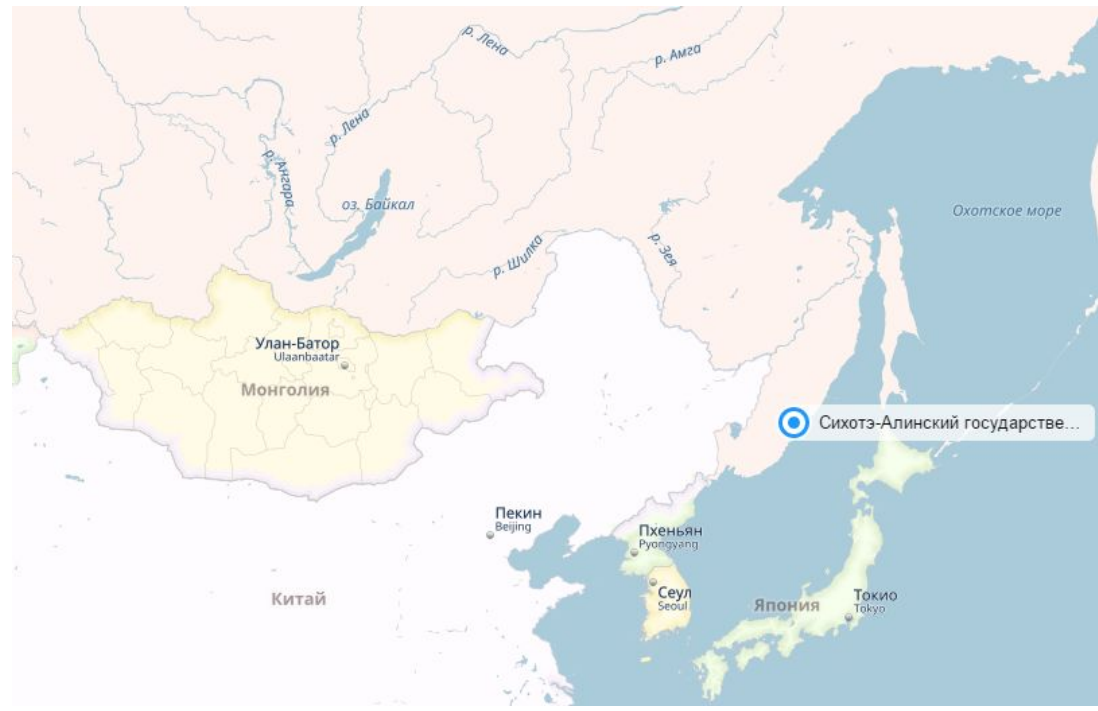 р. Лена
р. Амга
р. Лена
р. Ангара
оз. Байкал
Охотское море
р. Шилка
р. Зея
Улан-Батор
Ulaanbaatar
Монголия
Сихотэ-Алинский государстве...
Пекин
Beijing
Пхеньян
Pyongyang
Сеул
Seoul
Китай
Япония
Токио
Tokyo